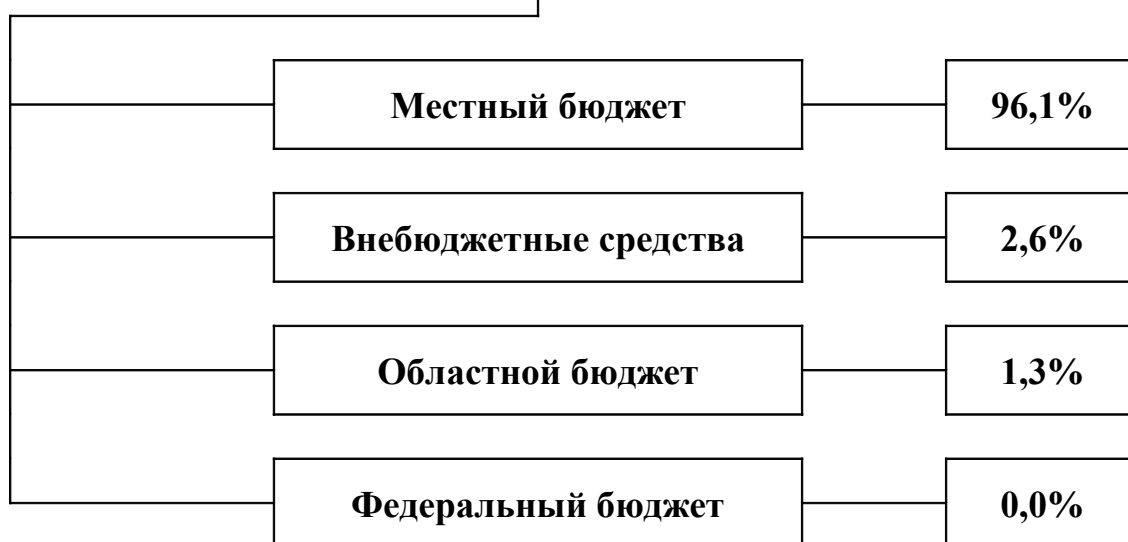 Местный бюджет 96,1%
Внебюджетные средства 2,6%
Областной бюджет 1,3%
Федеральный бюджет 0,0%